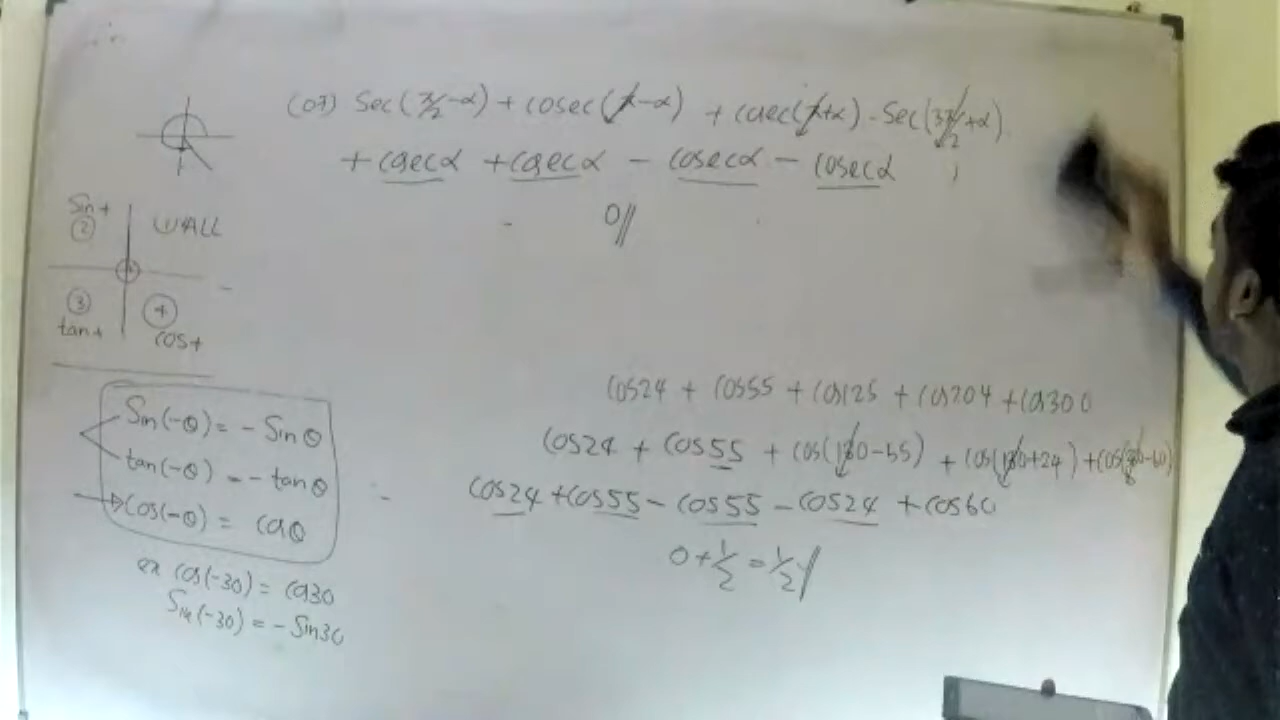 (07) Sec(π/2-α) + Cosec(π-α) + Cosec(π+α) - Sec(3π/2+α)
+ Cosecα + Cosecα - Cosecα - Cosecα
0//
Sin+
②
① ALL
③
tan+
④
Cos+
Sin(-θ) = - Sinθ
tan(-θ) = - tanθ
Cos(-θ) = Cosθ
ex Cos(-30) = Cos30
Sin(-30) = - Sin30
Cos24 + Cos55 + Cos125 + Cos204 + Cos300
Cos24 + Cos55 + Cos(180-55) + Cos(180+24) + Cos(360-60)
Cos24 + Cos55 - Cos55 - Cos24 + Cos60
0 + 1/2 = 1/2//